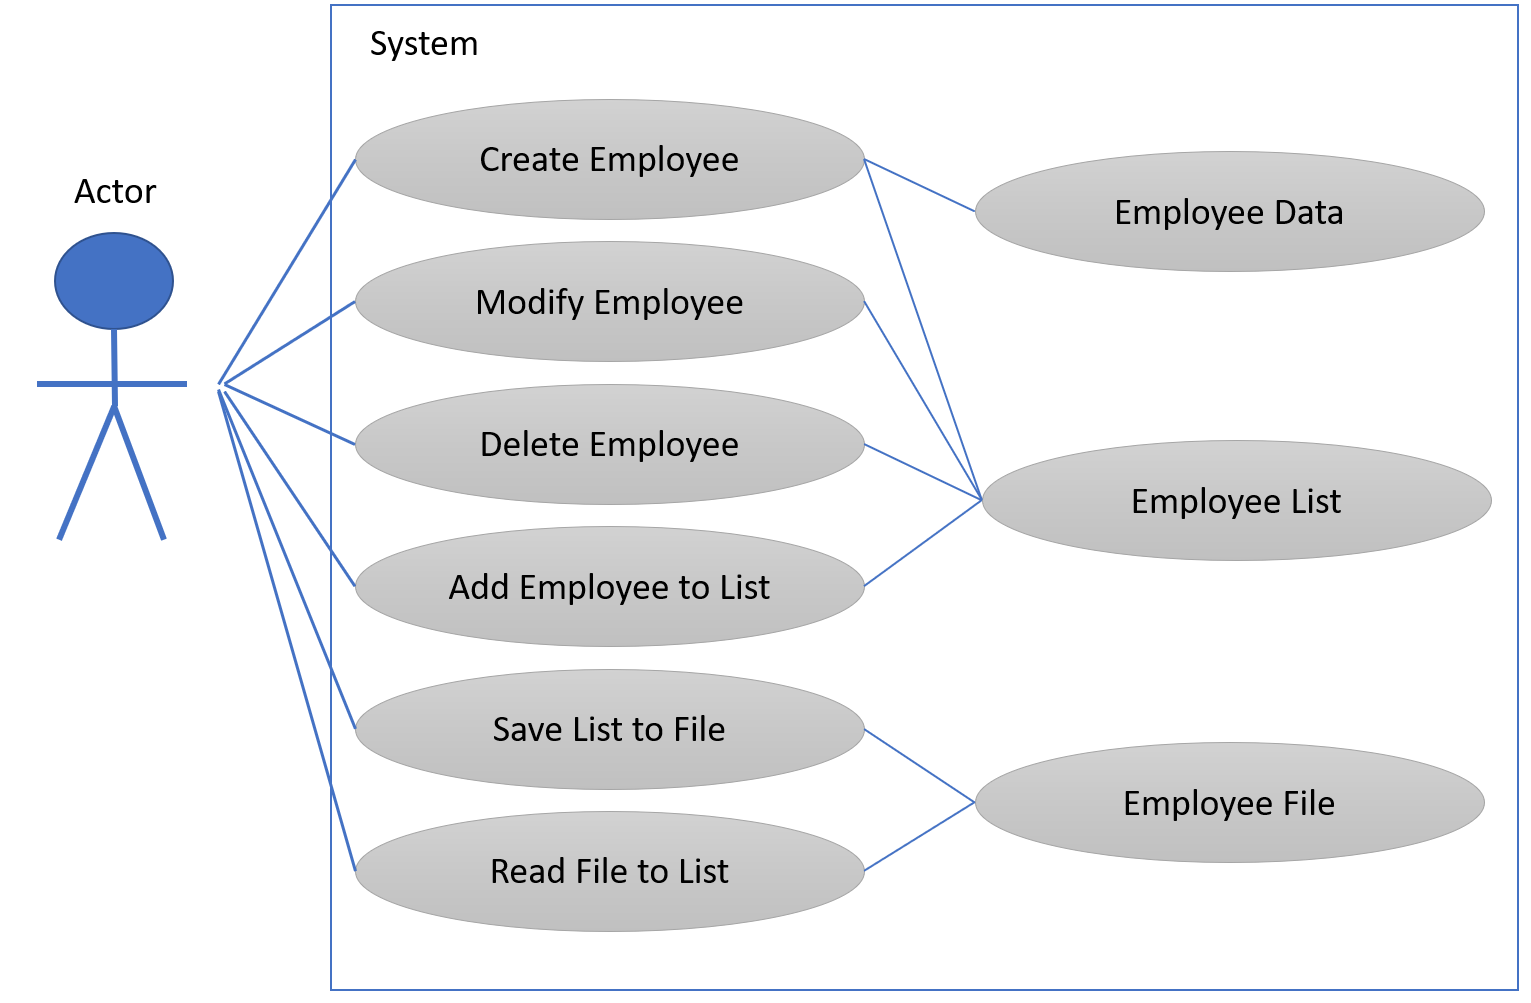 System
Actor
Create Employee
Modify Employee
Delete Employee
Add Employee to List
Save List to File
Read File to List
Employee Data
Employee List
Employee File